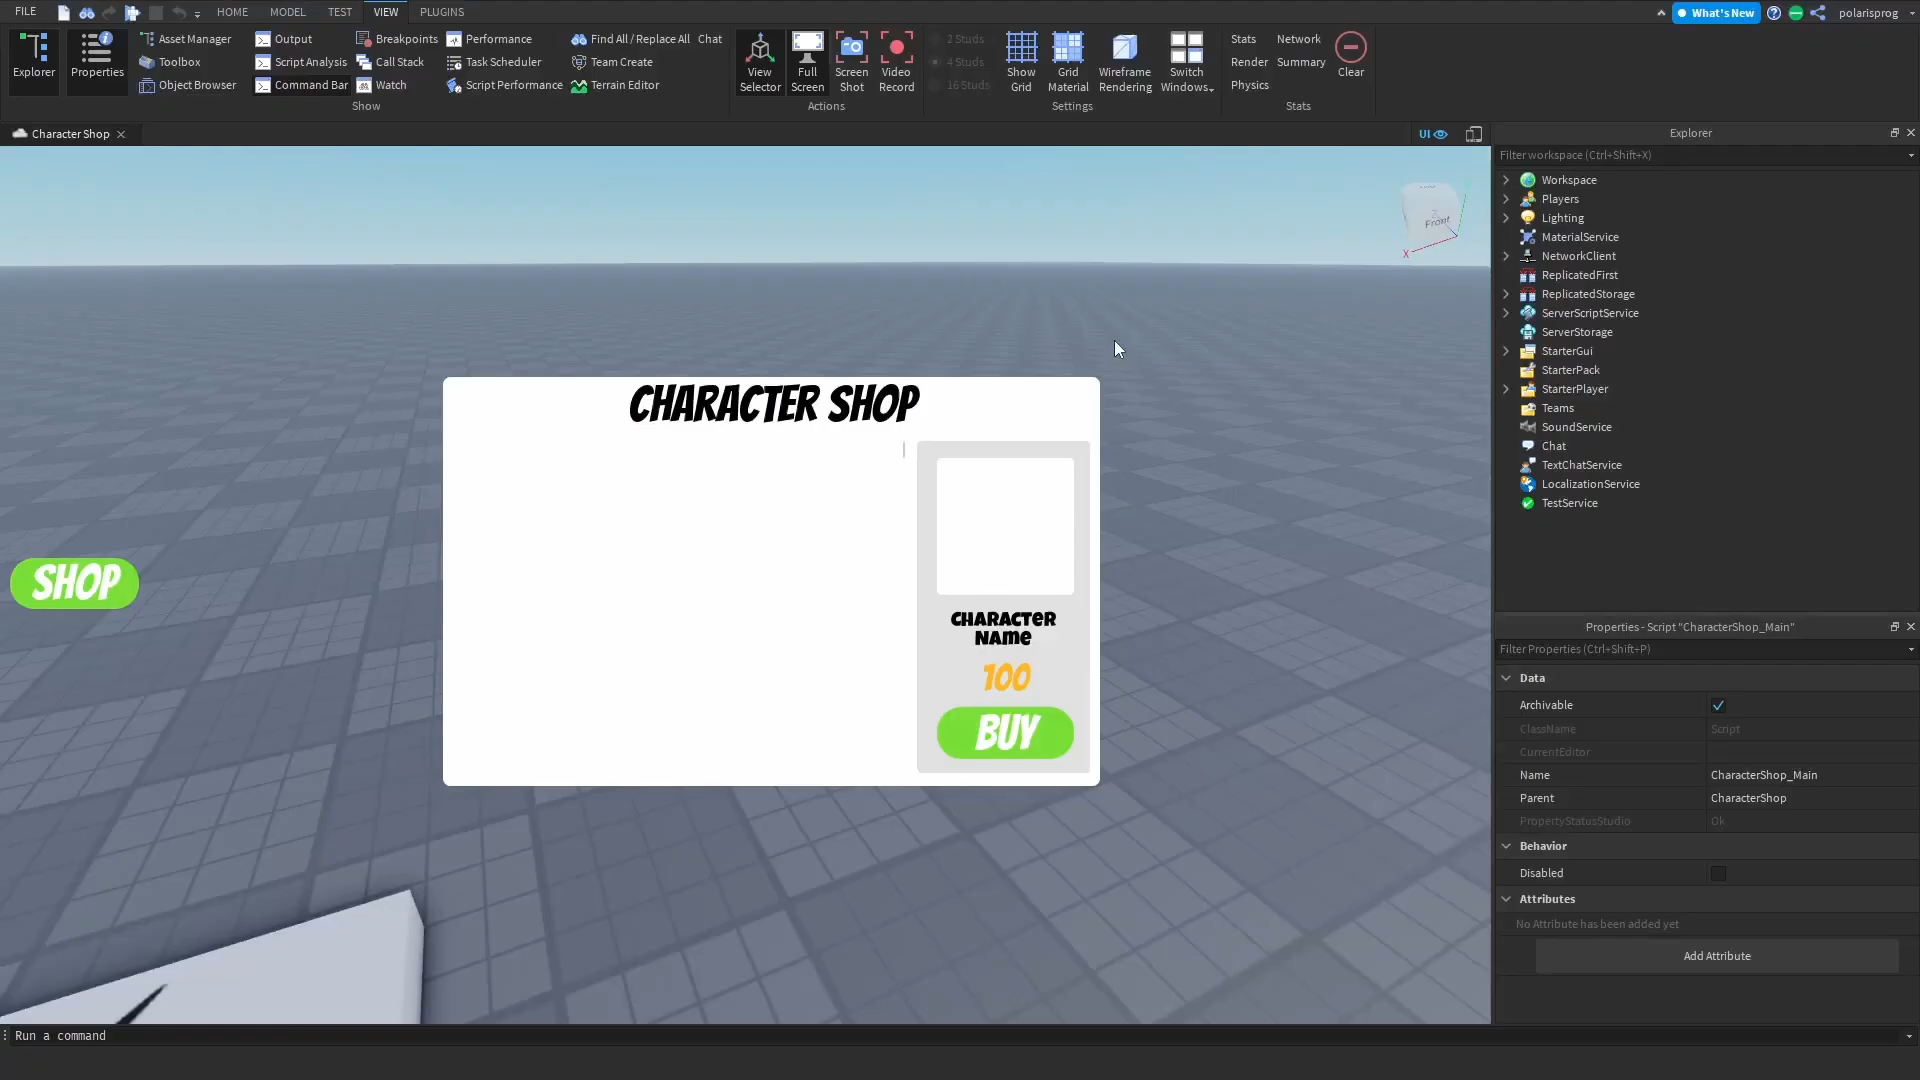 FILE
HOME
MODEL
TEST
VIEW
PLUGINS
What's New
polarisprog
Explorer
Properties
Asset Manager
Toolbox
Object Browser
Output
Script Analysis
Command Bar
Breakpoints
Call Stack
Watch
Performance
Task Scheduler
Script Performance
Find All / Replace All
Team Create
Terrain Editor
Chat
Show
View
Selector
Full
Screen
Screen
Shot
Video
Record
Actions
2 Studs
4 Studs
16 Studs
Show
Grid
Grid
Material
Wireframe
Rendering
Switch
Windows
Settings
Stats
Render
Physics
Network
Summary
Clear
Stats
Character Shop
UI
Front
X
CHARACTER SHOP
SHOP
CHARACTER
NAME
100
BUY
Explorer
Filter workspace (Ctrl+Shift+X)
Workspace
Players
Lighting
MaterialService
NetworkClient
ReplicatedFirst
ReplicatedStorage
ServerScriptService
ServerStorage
StarterGui
StarterPack
StarterPlayer
Teams
SoundService
Chat
TextChatService
LocalizationService
TestService
Properties - Script "CharacterShop_Main"
Filter Properties (Ctrl+Shift+P)
Data
Archivable
ClassName Script
CurrentEditor
Name CharacterShop_Main
Parent CharacterShop
PropertyStatusStudio Ok
Behavior
Disabled
Attributes
No Attribute has been added yet
Add Attribute
Run a command